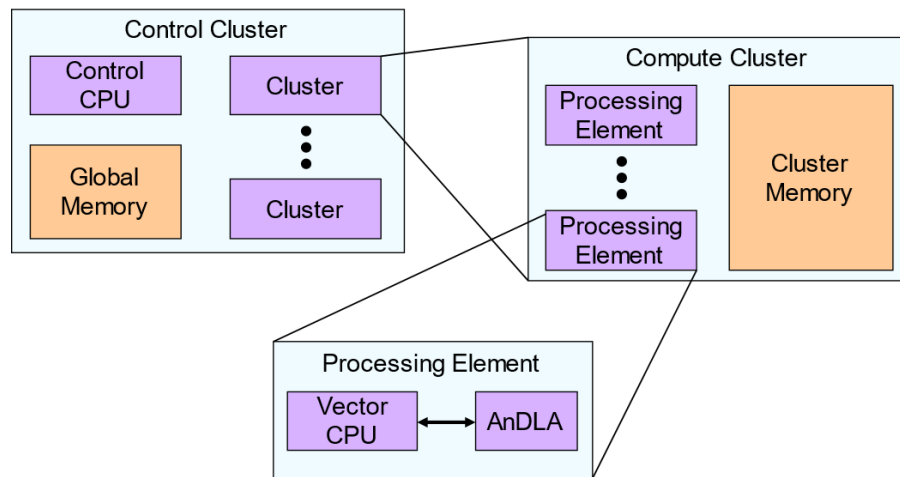 Control Cluster
Control
CPU
Cluster
Global
Memory
Cluster
Compute Cluster
Processing
Element
Cluster
Memory
Processing
Element
Processing Element
Vector
CPU
AnDLA